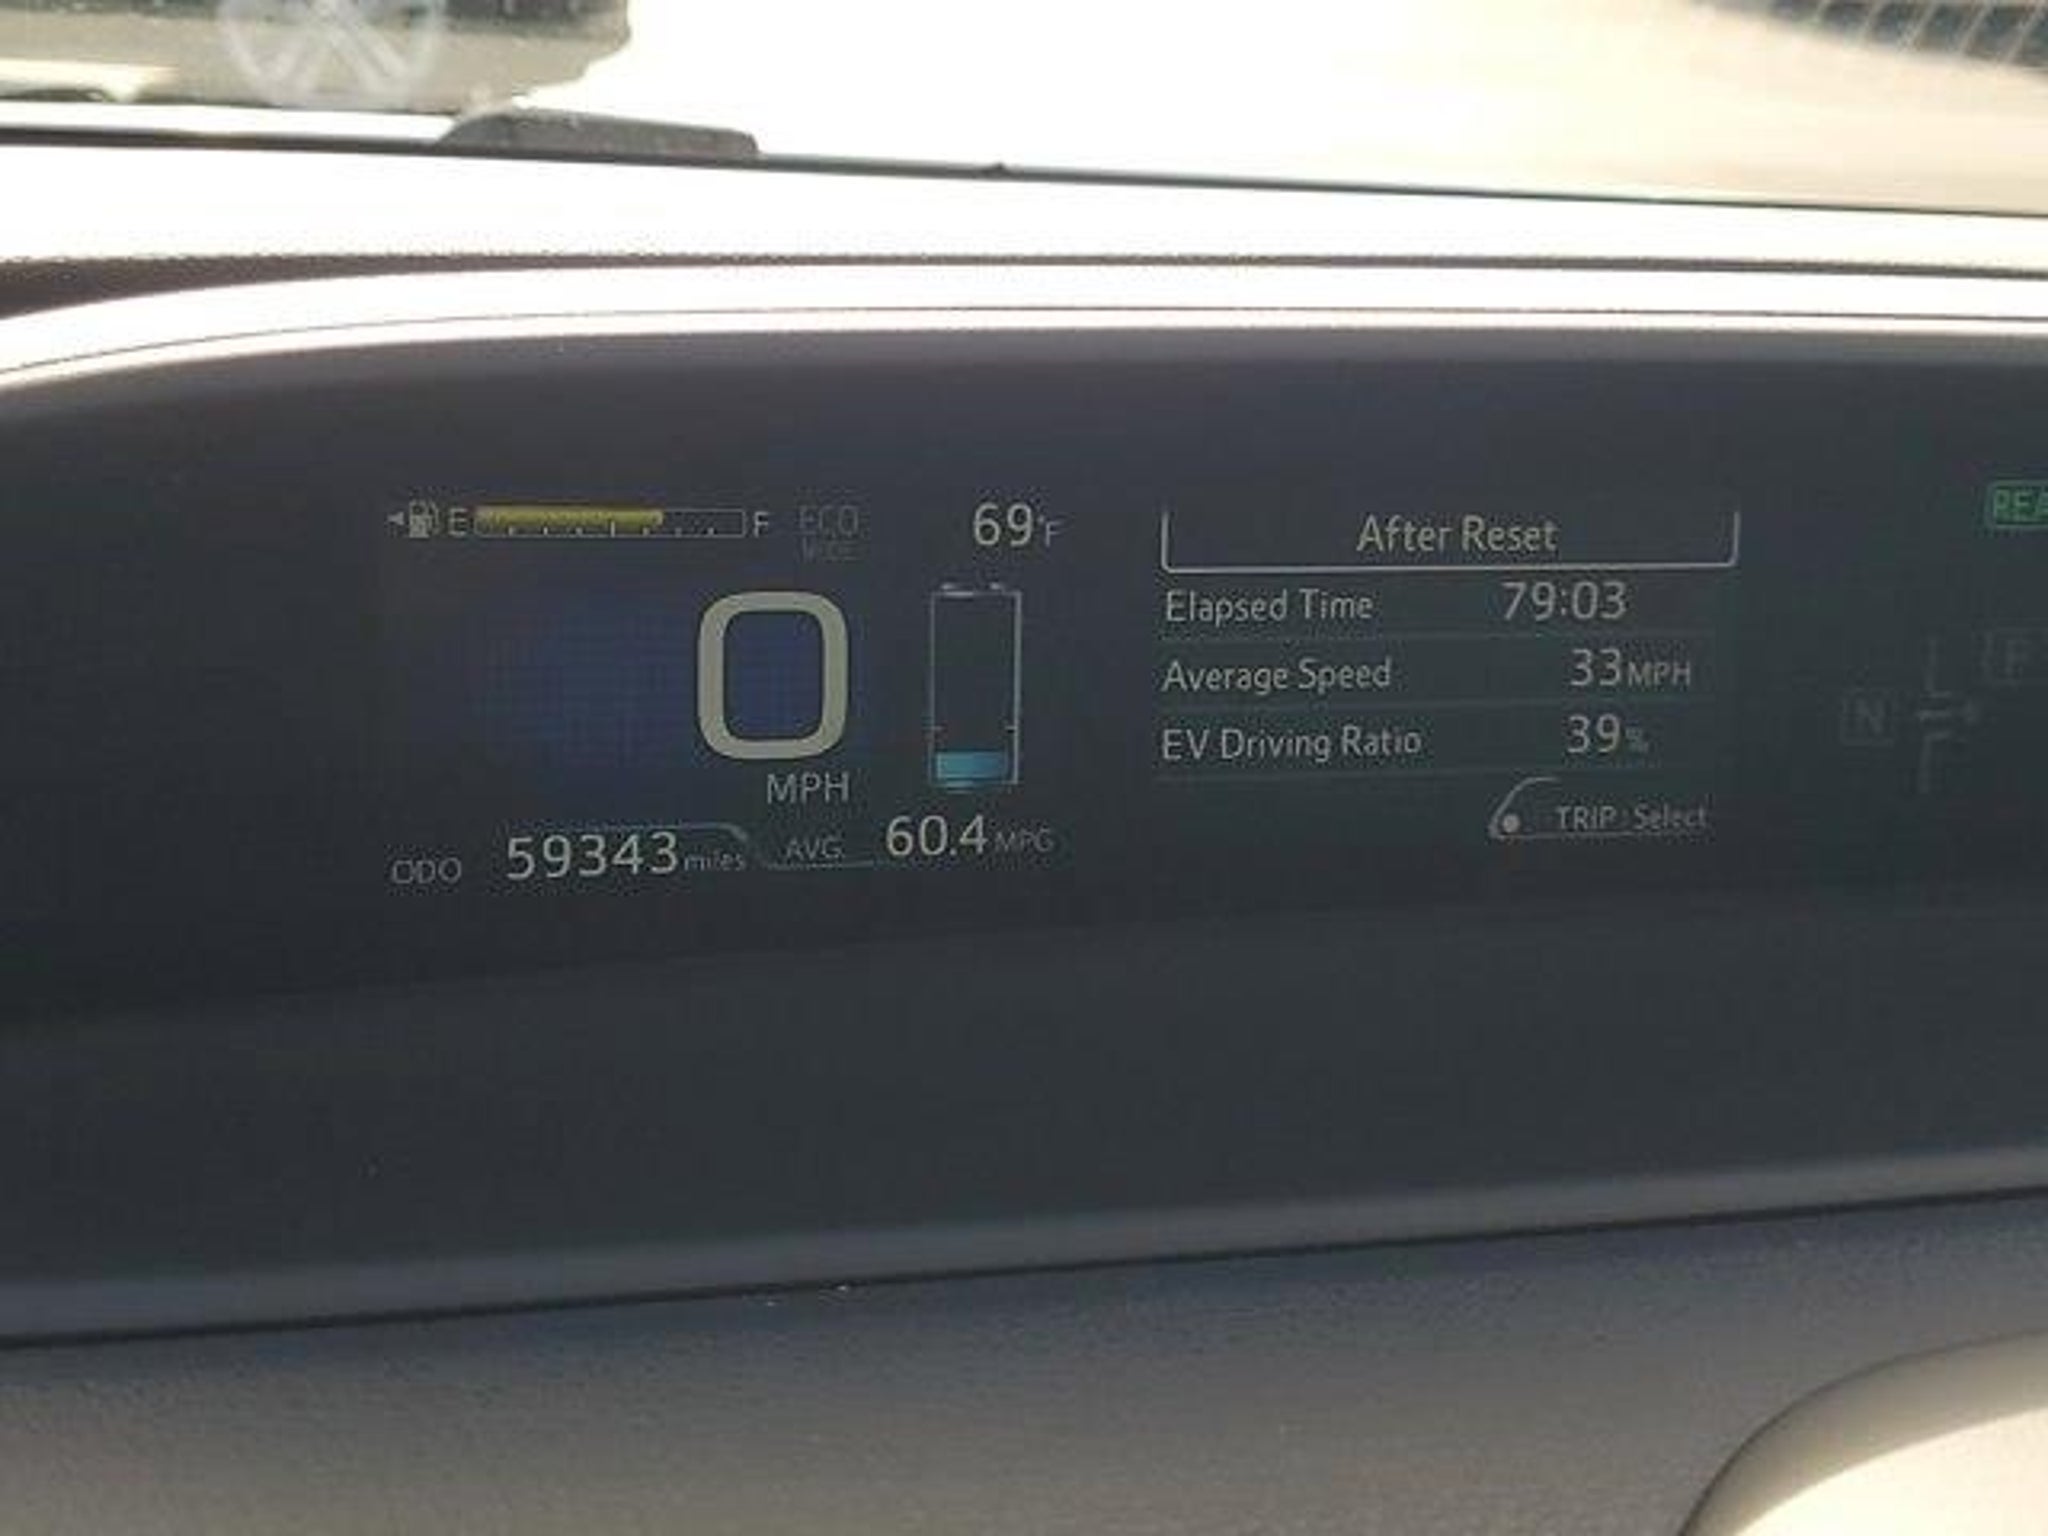 E F ECO
MODE
69°F
0
MPH
ODO 59343 miles AVG 60.4 MPG
After Reset
Elapsed Time 79:03
Average Speed 33 MPH
EV Driving Ratio 39 %
TRIP : Select
N